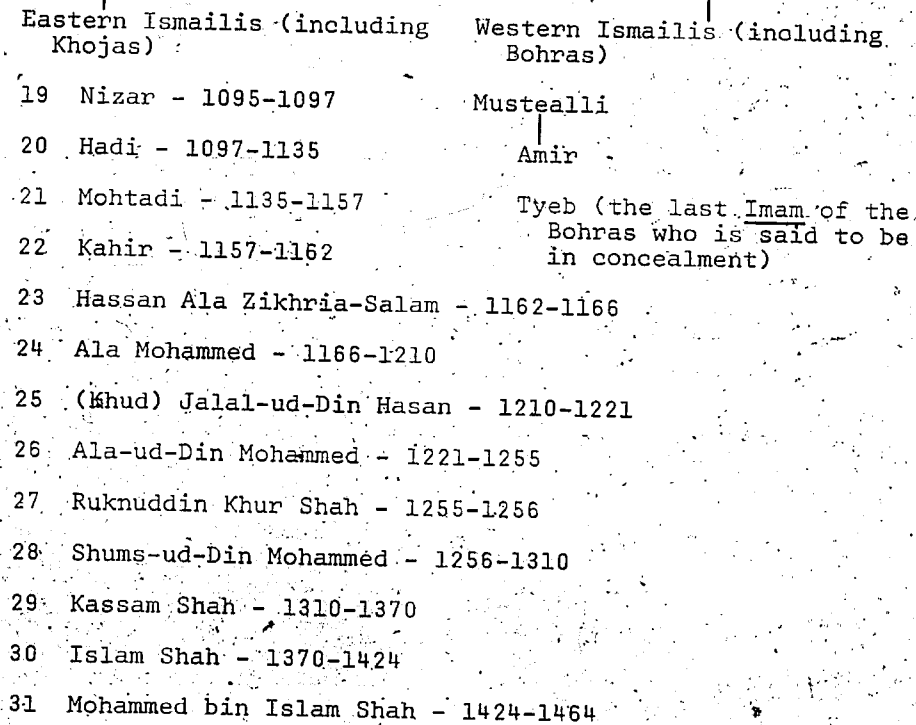 Eastern Ismailis (including
Khojas) :
19 Nizar - 1095-1097
20 Hadi - 1097-1135
21 Mohtadi - 1135-1157
22 Kahir - 1157-1162
23 Hassan Ala Zikhria-Salam - 1162-1166
24 Ala Mohammed - 1166-1210
25 (Khud) Jalal-ud-Din Hasan - 1210-1221
26 Ala-ud-Din Mohammed - 1221-1255
27 Ruknuddin Khur Shah - 1255-1256
28 Shums-ud-Din Mohammed - 1256-1310
29 Kassam Shah - 1310-1370
30 Islam Shah - 1370-1424
31 Mohammed bin Islam Shah - 1424-1464
Western Ismailis (including
Bohras)
Mustealli
Amir
Tyeb (the last Imam of the
Bohras who is said to be
in concealment)